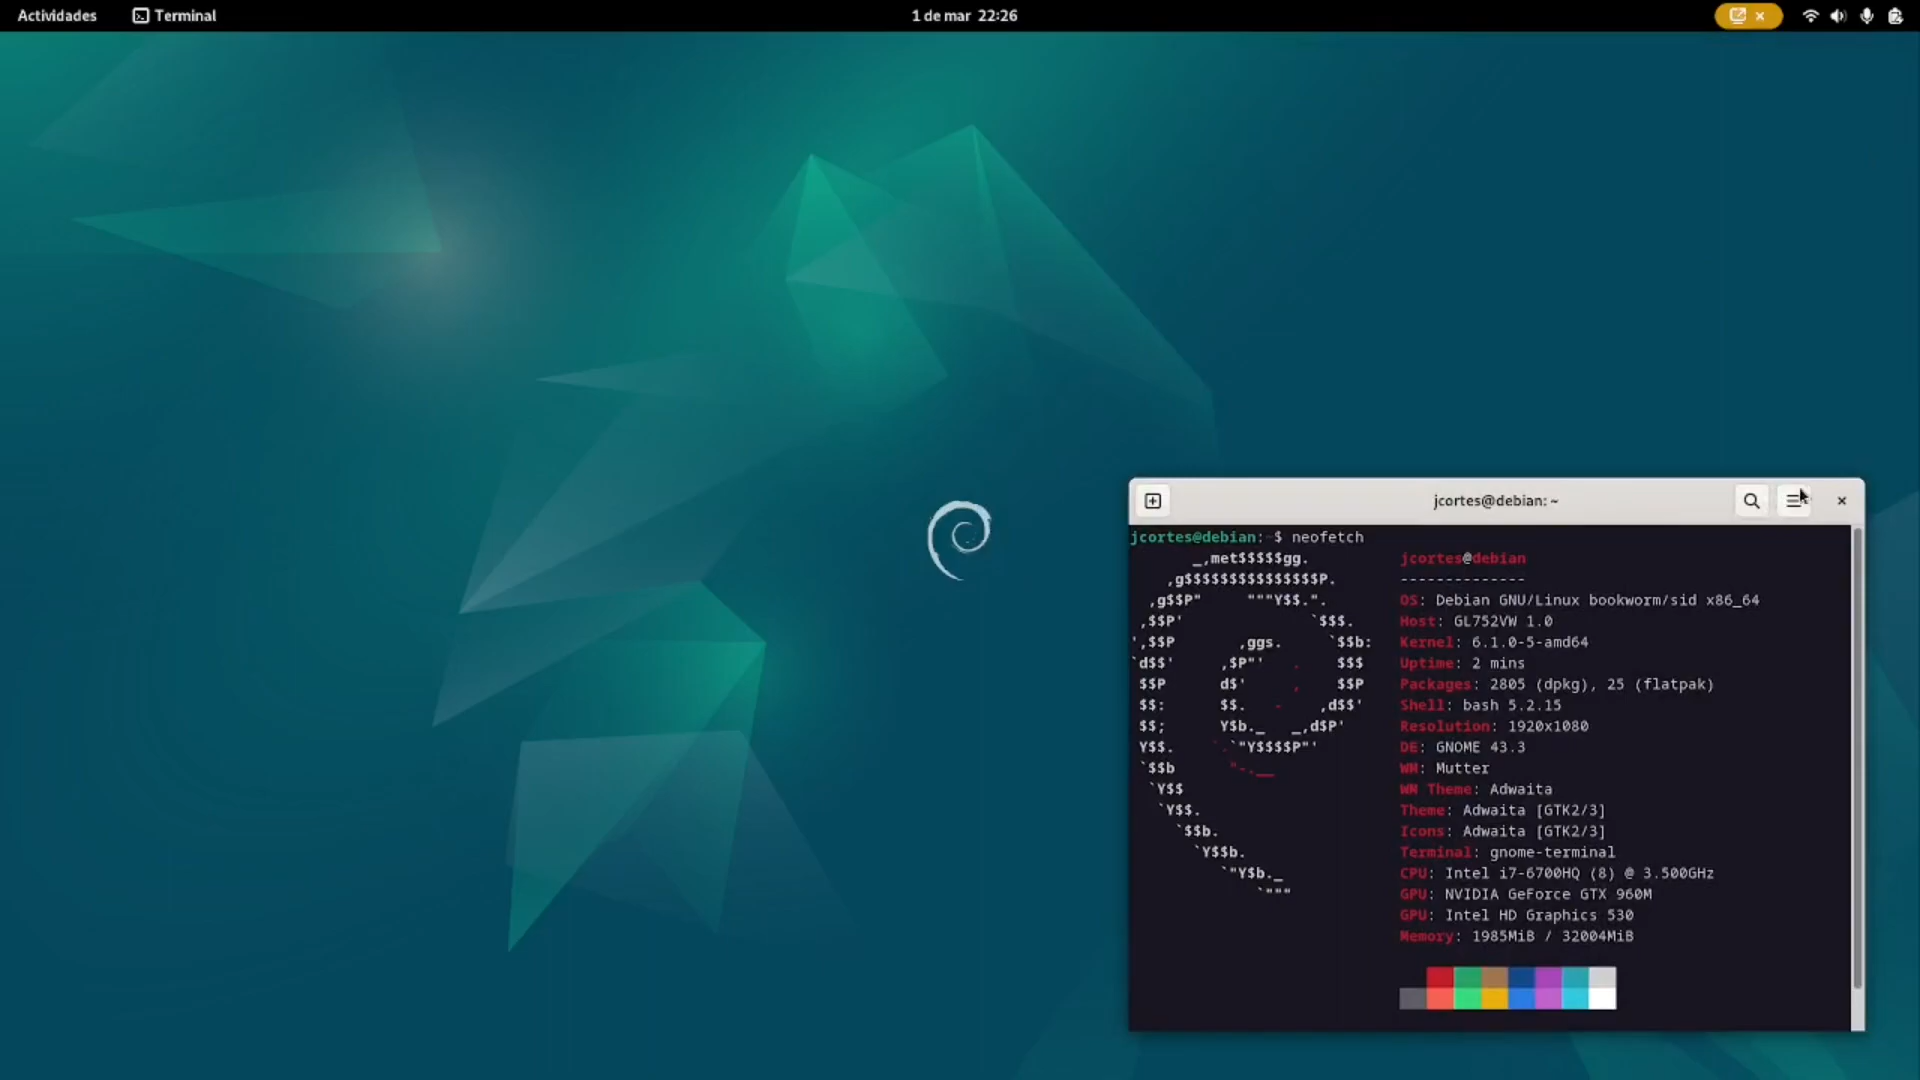 Actividades
Terminal
1 de mar 22:26
jcortes@debian: ~
jcortes@debian:~$ neofetch
_,met$$$$$gg.
jcortes@debian
,g$$$$$$$$$$$$$$$P.
--------------
,g$$P"     """Y$$.".
OS: Debian GNU/Linux bookworm/sid x86_64
,$$P'              `$$$.
Host: GL752VW 1.0
',$$P       ,ggs.     `$$b:
Kernel: 6.1.0-5-amd64
`d$$'     ,$P"'   .    $$$
Uptime: 2 mins
$$P      d$'     ,    $$P
Packages: 2805 (dpkg), 25 (flatpak)
$$:      $$.   -    ,d$$'
Shell: bash 5.2.15
$$;      Y$b._   _,d$P'
Resolution: 1920x1080
Y$$.    `.`"Y$$$$P"'
DE: GNOME 43.3
`$$b      "-.__
WM: Mutter
`Y$$
WM Theme: Adwaita
`Y$$.
Theme: Adwaita [GTK2/3]
`$$b.
Icons: Adwaita [GTK2/3]
`Y$$b.
Terminal: gnome-terminal
`"Y$b._
CPU: Intel i7-6700HQ (8) @ 3.500GHz
`"""
GPU: NVIDIA GeForce GTX 960M
GPU: Intel HD Graphics 530
Memory: 1985MiB / 32004MiB